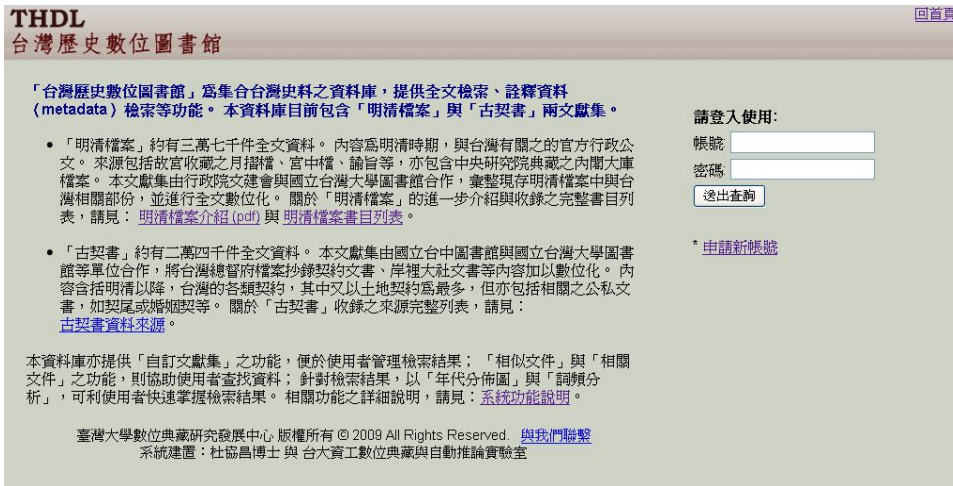 THDL
回首頁
台灣歷史數位圖書館
「台灣歷史數位圖書館」為集合台灣史料之資料庫，提供全文檢索、詮釋資料
（metadata）檢索等功能。本資料庫目前包含「明清檔案」與「古契書」兩文獻集。
• 「明清檔案」約有三萬七千件全文資料。 內容為明清時期，與台灣有關之的官方行政公
文。 來源包括故宮收藏之月摺檔、宮中檔、諭旨等，亦包含中央研究院典藏之內閣大庫
檔案。 本文獻集由行政院文建會與國立台灣大學圖書館合作，彙整現存明清檔案中與台
灣相關部份，並進行全文數位化。 關於「明清檔案」的進一步介紹與收錄之完整書目列
表，請見： 明清檔案介紹 (pdf) 與 明清檔案書目列表。
• 「古契書」約有二萬四千件全文資料。 本文獻集由國立台中圖書館與國立台灣大學圖書
館等單位合作，將台灣總督府檔案抄錄契約文書、岸裡大社文書等內容加以數位化。 內
容含括明清以降，台灣的各類契約，其中又以土地契約為最多，但亦包括相關之公私文
書，如契尾或婚姻契等。 關於「古契書」收錄之來源完整列表，請見：
古契書資料來源。
本資料庫亦提供「自訂文獻集」之功能，便於使用者管理檢索結果； 「相似文件」與「相關
文件」之功能，則協助使用者查找資料； 針對檢索結果，以「年代分佈圖」與「詞頻分
析」，可利使用者快速掌握檢索結果。 相關功能之詳細說明，請見：系統功能說明。
請登入使用:
帳號:
密碼:
送出查詢
* 申請新帳號
臺灣大學數位典藏研究發展中心 版權所有 © 2009 All Rights Reserved. 與我們聯繫
系統建置：杜協昌博士 與 台大資工數位典藏與自動推論實驗室